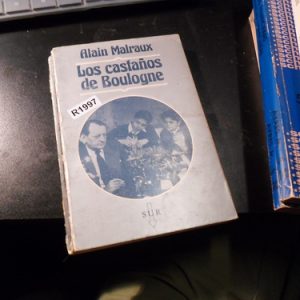 Alain Malraux
Los castaños
de Boulogne
R1997
SUR